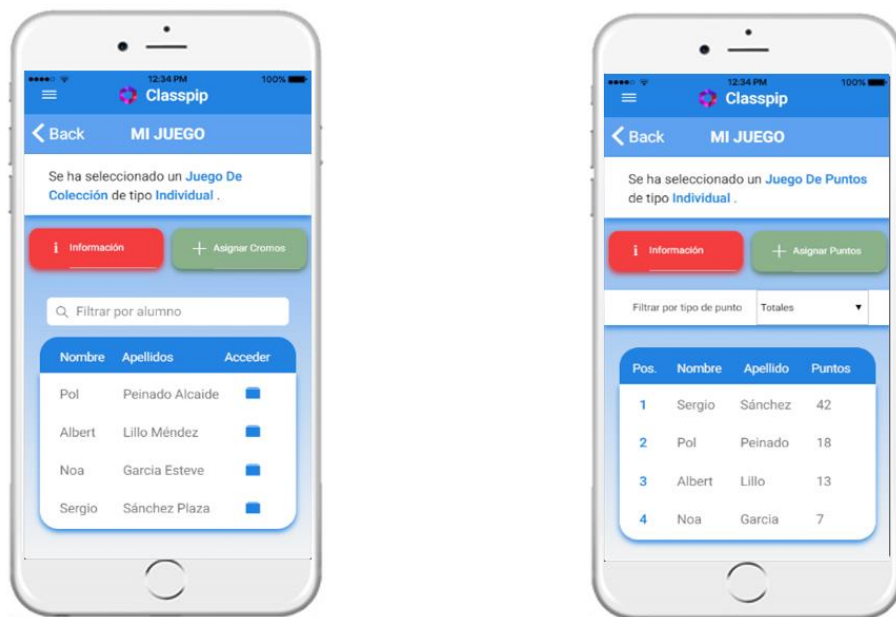 12:34 PM
100%
Classpip
Back MI JUEGO
Se ha seleccionado un Juego De
Colección de tipo Individual .
i Información
+ Asignar Cromos
Filtrar por alumno
Nombre Apellidos Acceder
Pol Peinado Alcaide
Albert Lillo Méndez
Noa Garcia Esteve
Sergio Sánchez Plaza
12:34 PM
100%
Classpip
Back MI JUEGO
Se ha seleccionado un Juego De Puntos
de tipo Individual .
i Información
+ Asignar Puntos
Filtrar por tipo de punto Totales
Pos. Nombre Apellido Puntos
1 Sergio Sánchez 42
2 Pol Peinado 18
3 Albert Lillo 13
4 Noa Garcia 7